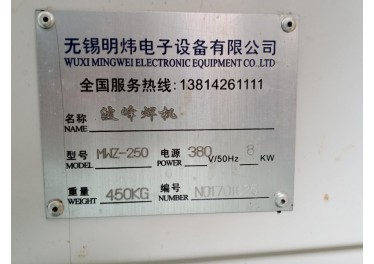 无锡明炜电子设备有限公司
WUXI MINGWEI ELECTRONIC EQUIPMENT CO.,LTD
全国服务热线:13814261111
名称 波峰焊机
NAME
型号 MWZ-250 电源 380 8
MODEL POWER V/50Hz KW
重量 450KG 编号
WEIGHT NUMBER